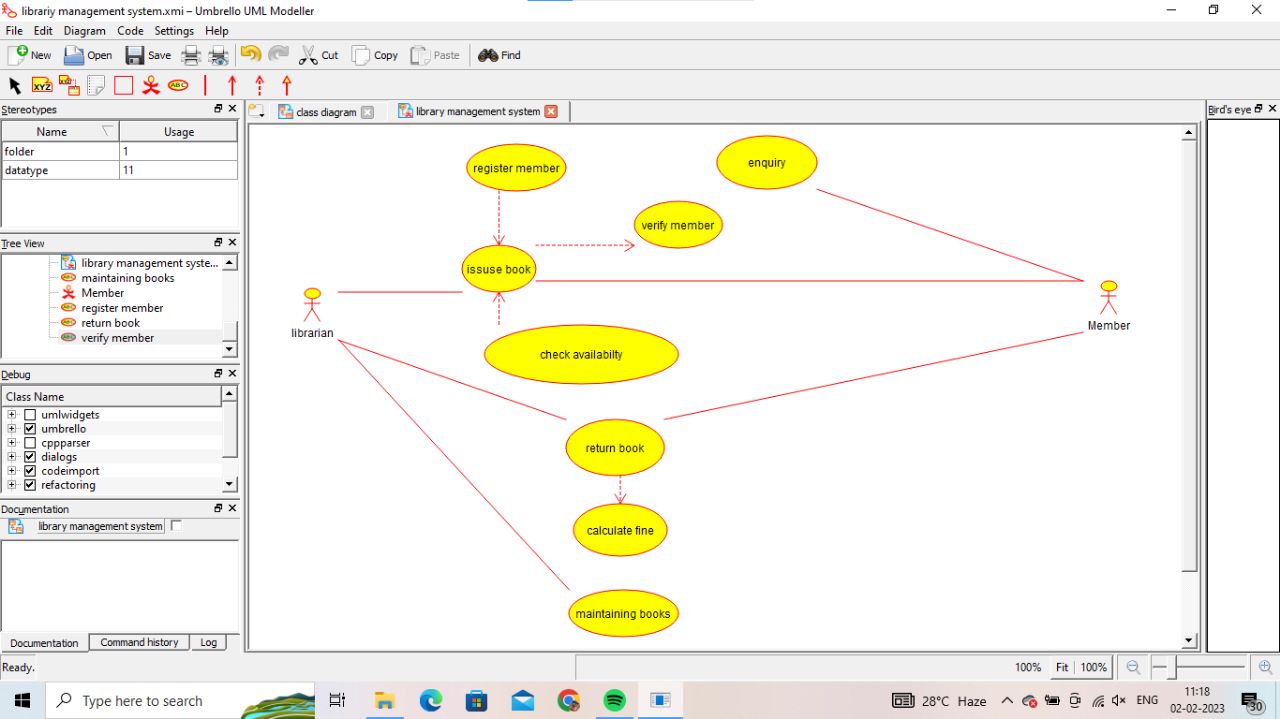 librariy management system.xmi – Umbrello UML Modeller
File Edit Diagram Code Settings Help
New Open Save Cut Copy Paste Find
XYZ ABC
Stereotypes
Name Usage
folder 1
datatype 11
Tree View
library management syste...
maintaining books
Member
register member
return book
verify member
Debug
Class Name
umlwidgets
umbrello
cppparser
dialogs
codeimport
refactoring
Documentation
library management system
Documentation Command history Log
class diagram library management system
register member
enquiry
verify member
issuse book
librarian
Member
check availabilty
return book
calculate fine
maintaining books
Bird's eye
Ready.
100% Fit 100%
Type here to search
28°C Haze
ENG
11:18
02-02-2023
30